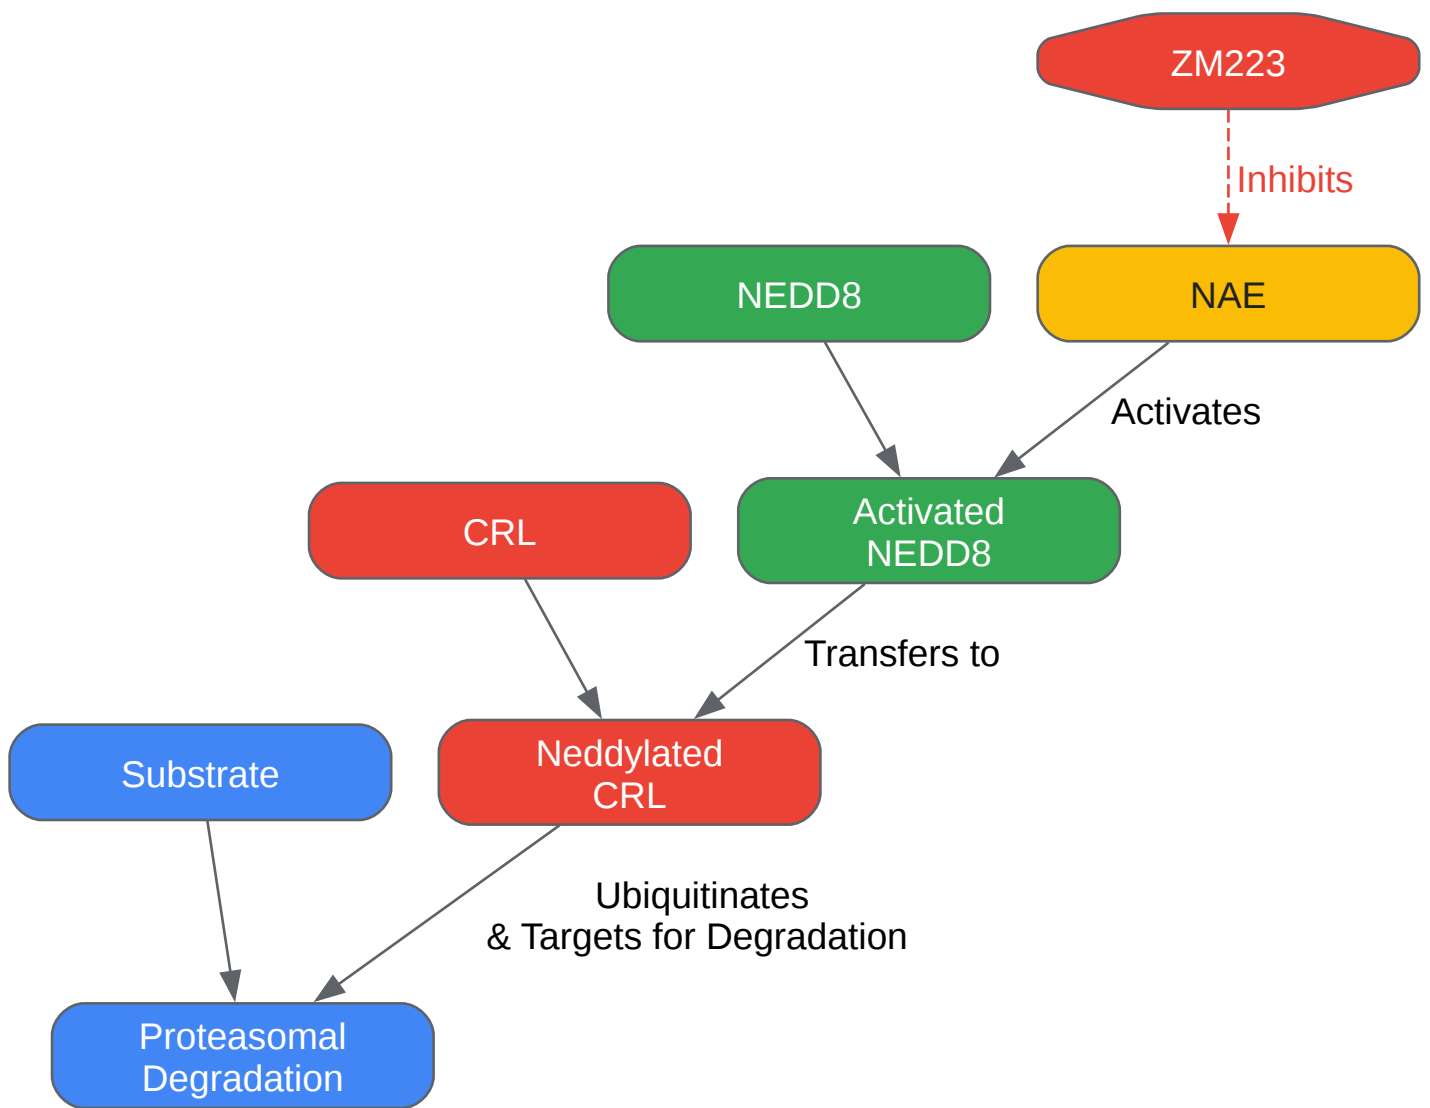 ZM223
Inhibits
NEDD8
NAE
Activates
Activated
NEDD8
CRL
Transfers to
Neddylated
CRL
Substrate
Ubiquitinates
& Targets for Degradation
Proteasomal
Degradation